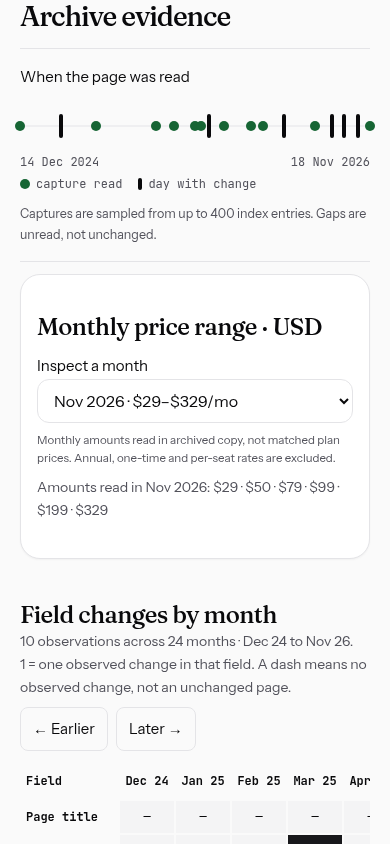 Archive evidence
When the page was read
14 Dec 2024 18 Nov 2026
capture read day with change
Captures are sampled from up to 400 index entries. Gaps are
unread, not unchanged.
Monthly price range · USD
Inspect a month
Nov 2026 · $29–$329/mo
Monthly amounts read in archived copy, not matched plan
prices. Annual, one-time and per-seat rates are excluded.
Amounts read in Nov 2026: $29 · $50 · $79 · $99 ·
$199 · $329
Field changes by month
10 observations across 24 months · Dec 24 to Nov 26.
1 = one observed change in that field. A dash means no
observed change, not an unchanged page.
← Earlier Later →
Field Dec 24 Jan 25 Feb 25 Mar 25 Apr
Page title – – – – –